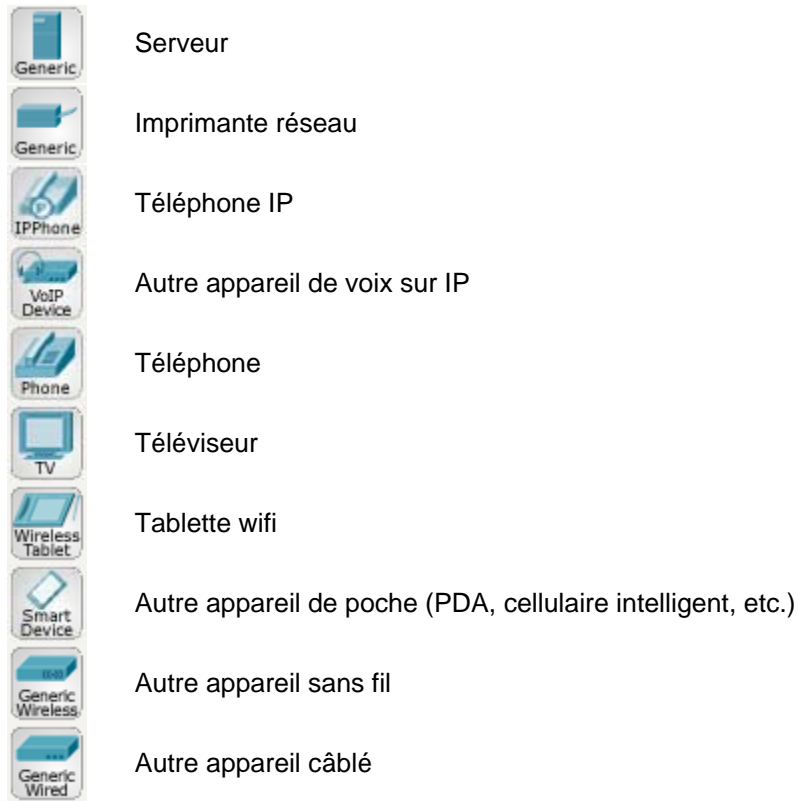 Generic
Serveur
Generic
Imprimante réseau
IPPhone
Téléphone IP
VoIP
Device
Autre appareil de voix sur IP
Phone
Téléphone
TV
Téléviseur
Wireless
Tablet
Tablette wifi
Smart
Device
Autre appareil de poche (PDA, cellulaire intelligent, etc.)
Generic
Wireless
Autre appareil sans fil
Generic
Wired
Autre appareil câblé